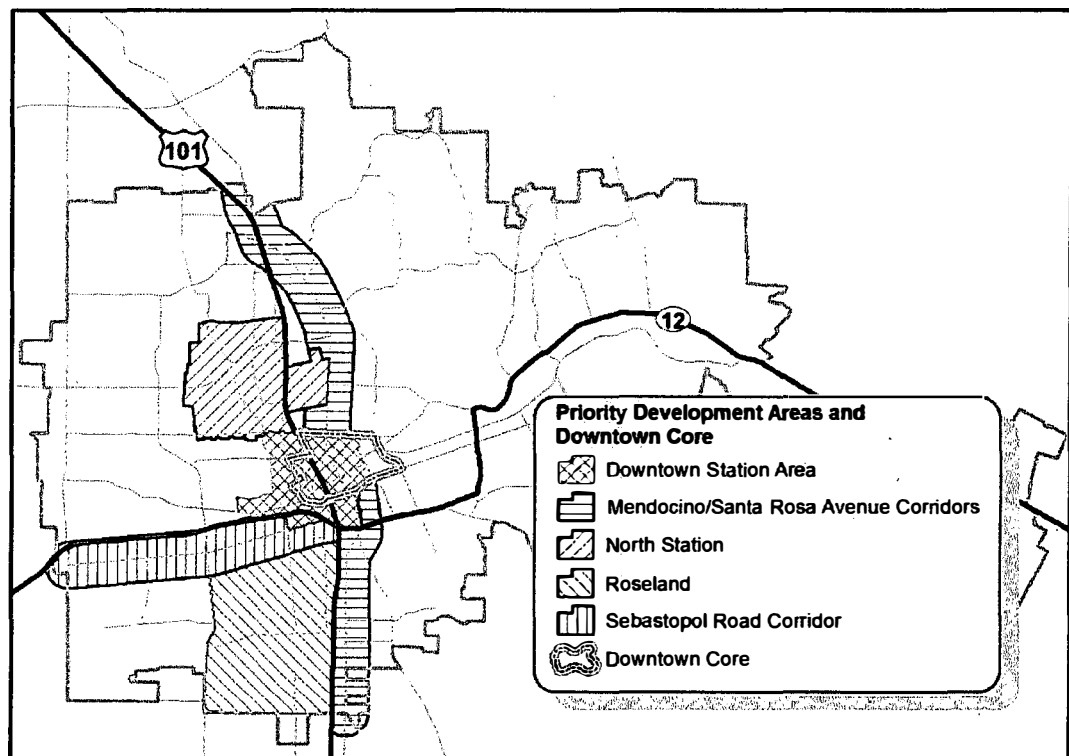 101
12
Priority Development Areas and
Downtown Core
Downtown Station Area
Mendocino/Santa Rosa Avenue Corridors
North Station
Roseland
Sebastopol Road Corridor
Downtown Core